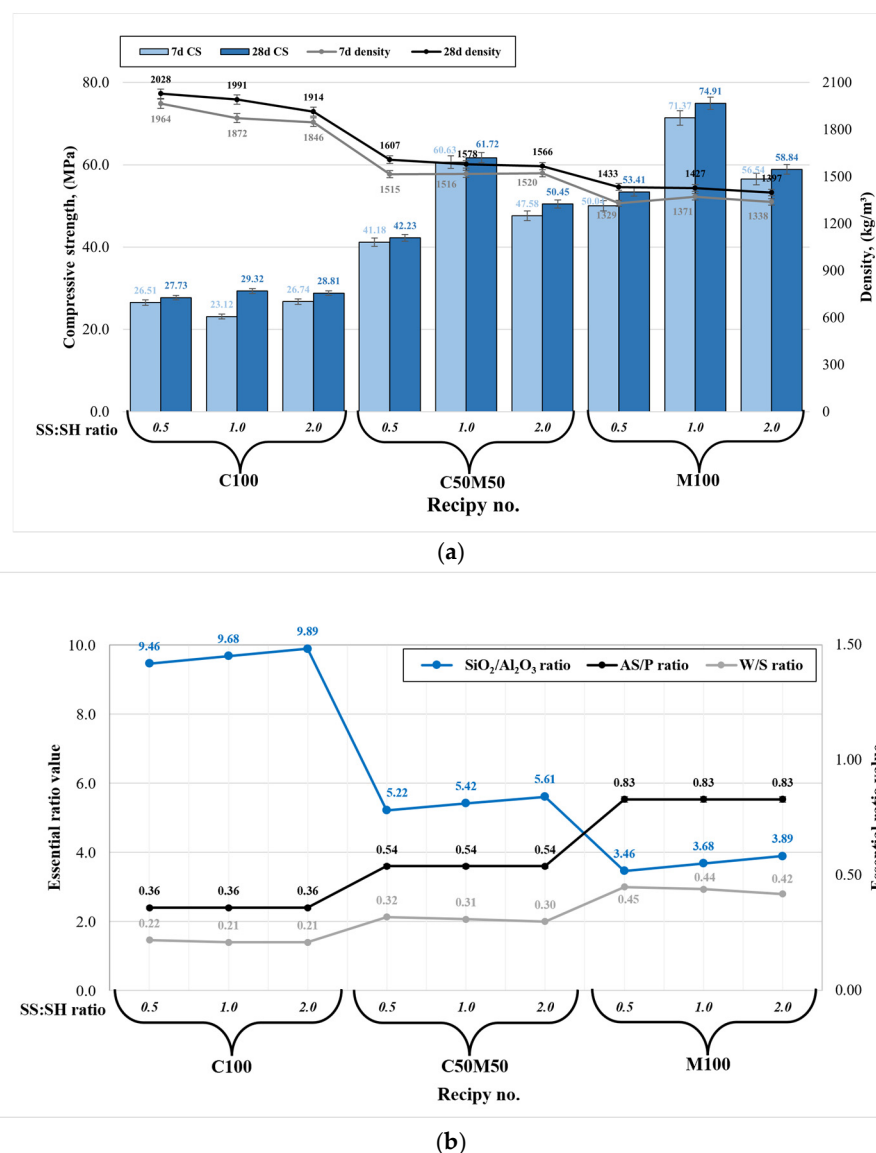 7d CS 28d CS 7d density 28d density
80.0 2028 1991 1914 74.91 2100
1964 1872 1846 71.37 1800
60.63 1607 61.72 1578 1566 1433 1427 58.84 1397
60.0 1515 1516 1520 53.41 1329 1371 56.54 1338 1500
47.58 50.45
40.0 41.18 42.23 1200
900
26.51 27.73 23.12 29.32 26.74 28.81
20.0 600
300
0.0 0
Compressive strength, (MPa)
Density, (kg/m³)
SS:SH ratio 0.5 1.0 2.0 0.5 1.0 2.0 0.5 1.0 2.0
C100 C50M50 M100
Recipy no.
(a)
10.0 9.46 9.68 9.89 1.50
SiO₂/Al₂O₃ ratio AS/P ratio W/S ratio
8.0
1.00
6.0 5.22 5.42 5.61 0.83 0.83 0.83
4.0 0.54 0.54 0.54 3.46 3.68 3.89 0.50
0.36 0.36 0.36 0.45 0.44 0.42
2.0 0.22 0.21 0.21 0.32 0.31 0.30
0.0 0.00
Essential ratio value
Essential ratio value
SS:SH ratio 0.5 1.0 2.0 0.5 1.0 2.0 0.5 1.0 2.0
C100 C50M50 M100
Recipy no.
(b)